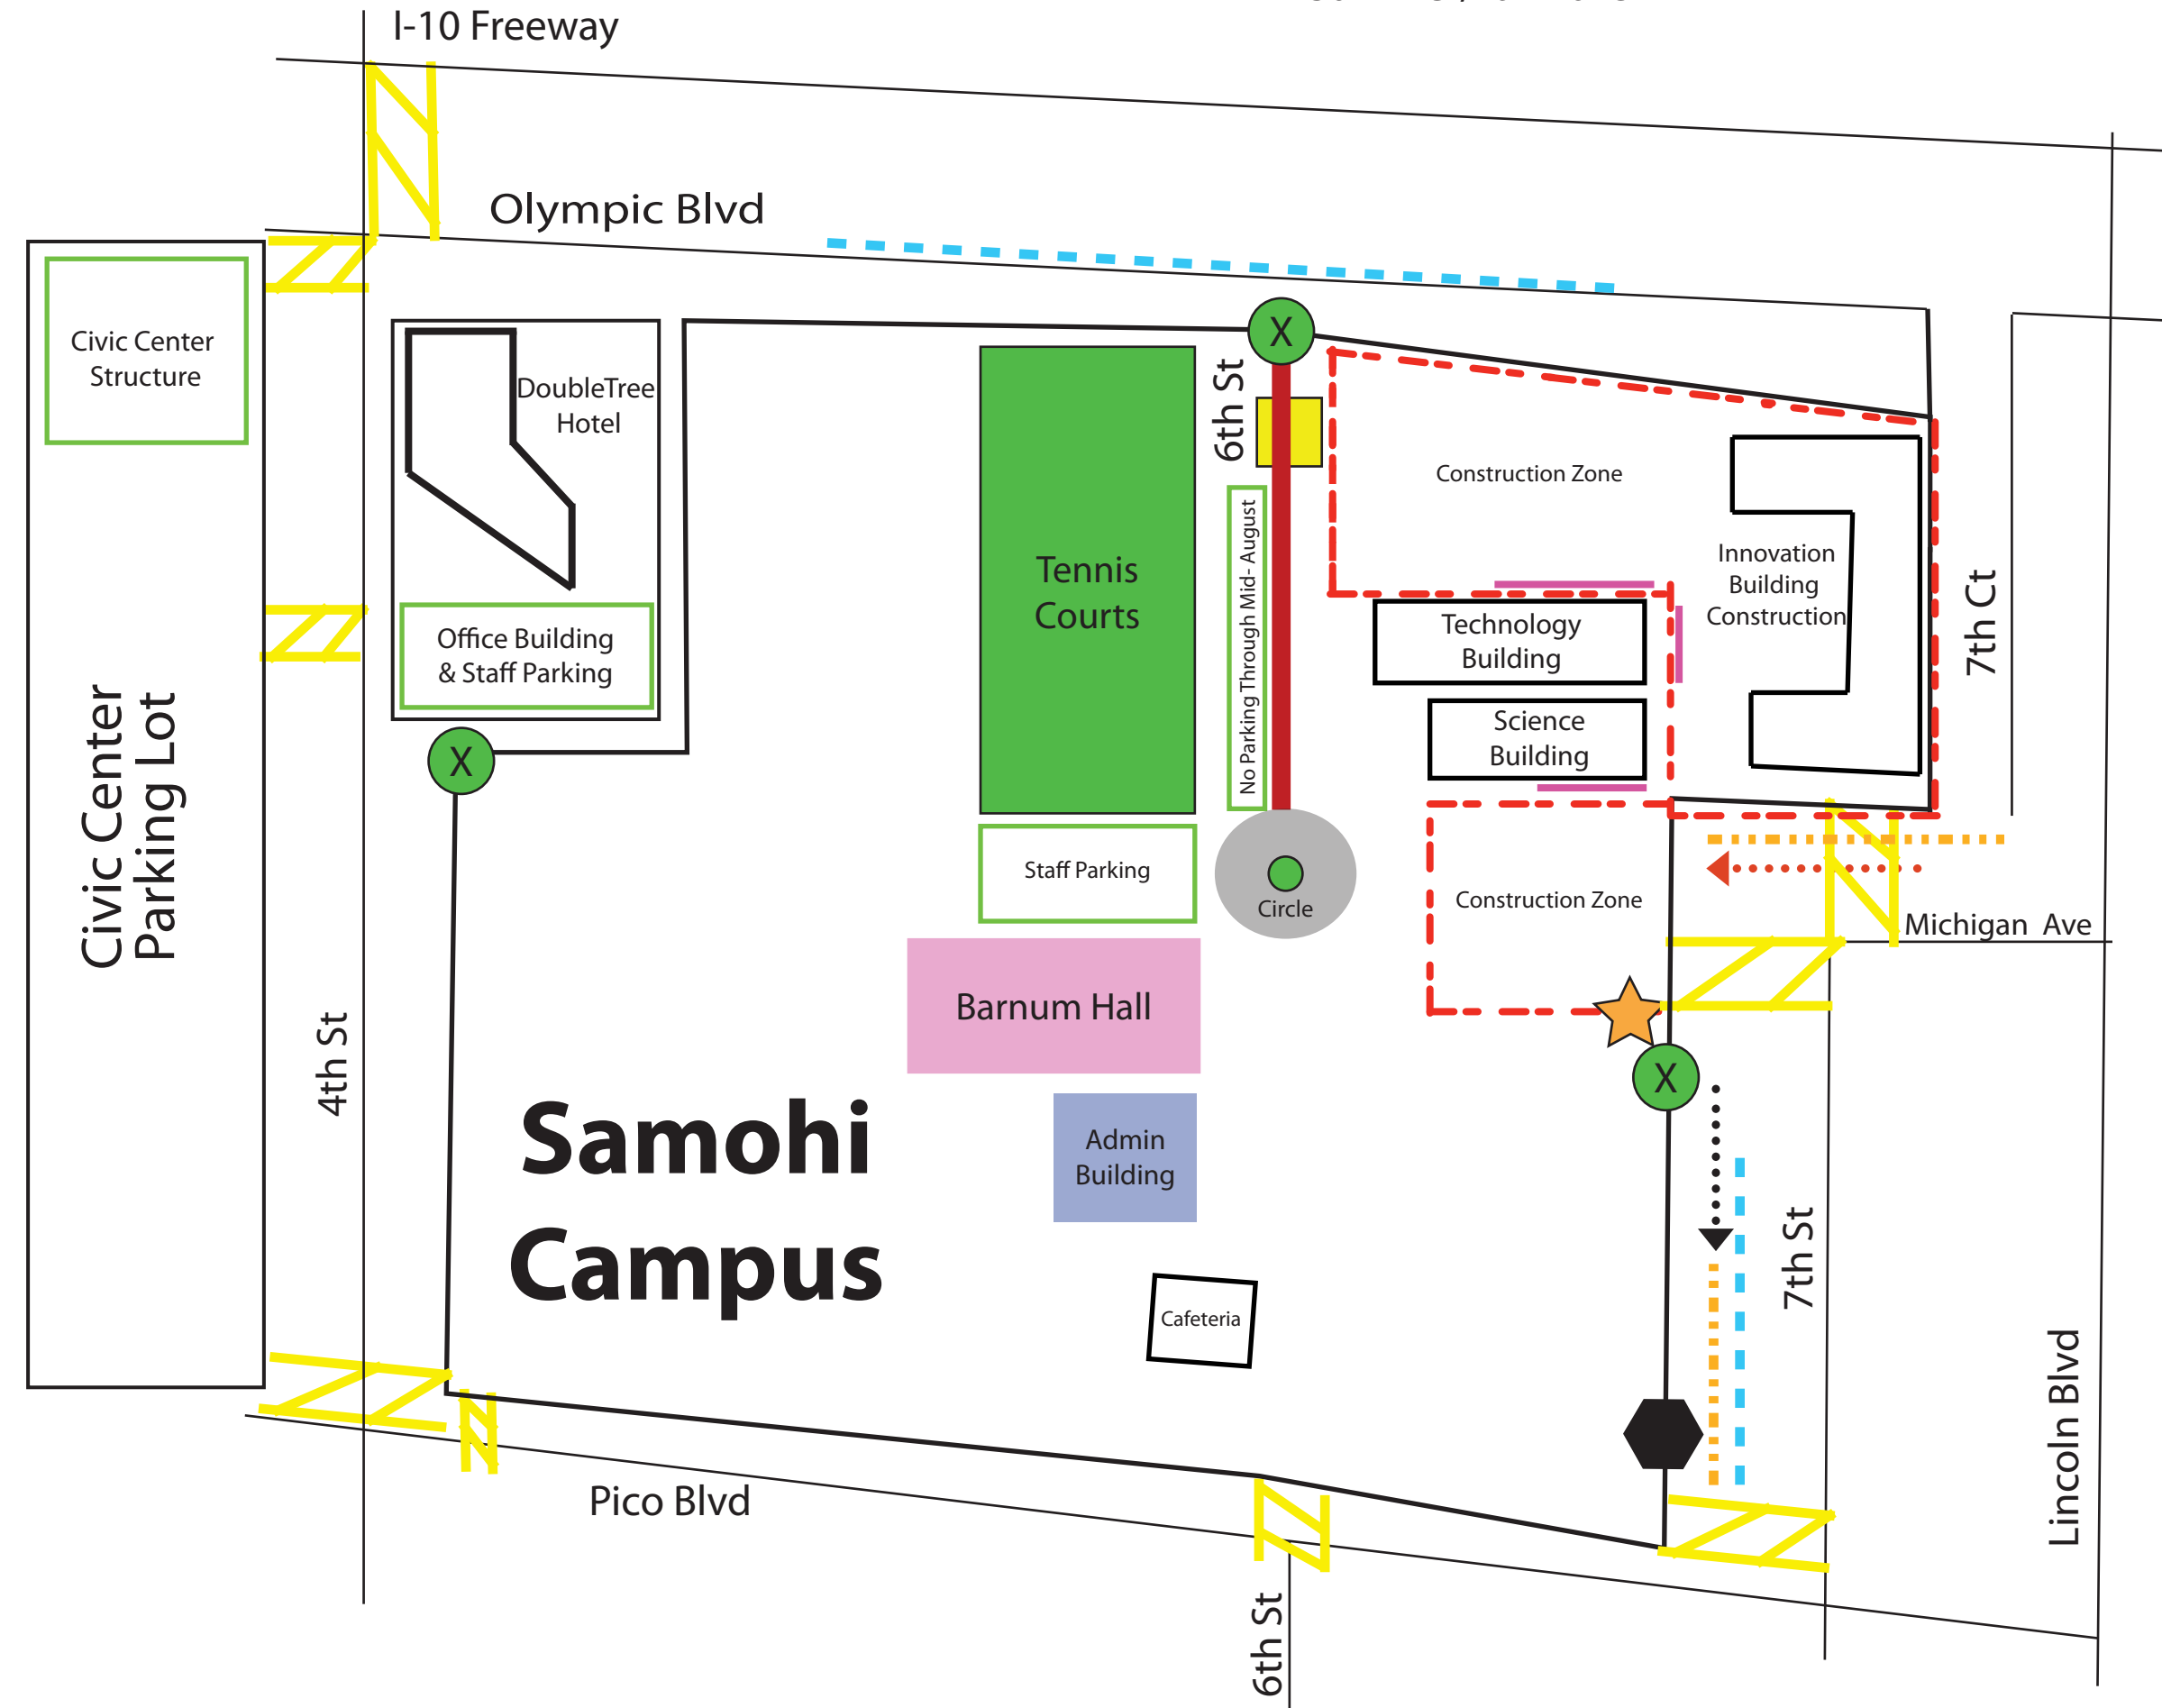 I-10 Freeway
Olympic Blvd
Civic Center
Structure
DoubleTree
Hotel
Office Building
& Staff Parking
X
Civic Center
Parking Lot
4th St
X
6th St
Tennis
Courts
No Parking Through Mid- August
Construction Zone
Innovation
Building
Construction
Technology
Building
Science
Building
7th Ct
Staff Parking
Circle
Construction Zone
Michigan Ave
Barnum Hall
X
Samohi
Campus
Admin
Building
Cafeteria
7th St
Lincoln Blvd
Pico Blvd
6th St